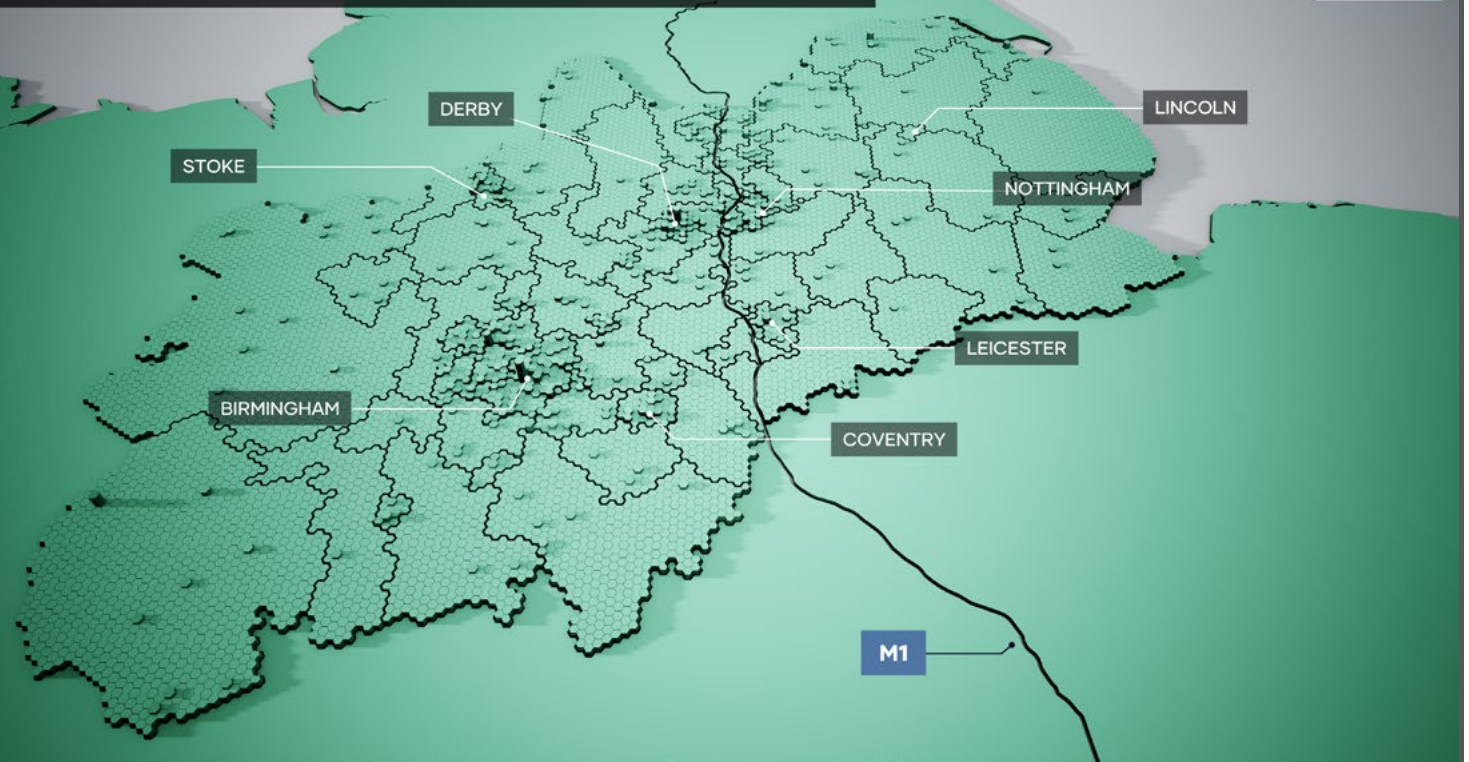 DERBY
LINCOLN
STOKE
NOTTINGHAM
LEICESTER
BIRMINGHAM
COVENTRY
M1